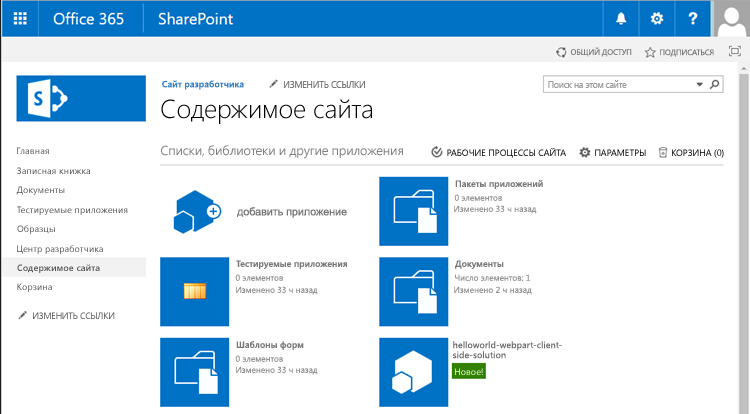 Office 365
SharePoint
?
ОБЩИЙ ДОСТУП
ПОДПИСАТЬСЯ
S
Сайт разработчика
ИЗМЕНИТЬ ССЫЛКИ
Поиск на этом сайте
Содержимое сайта
Главная
Записная книжка
Документы
Тестируемые приложения
Образцы
Центр разработчика
Содержимое сайта
Корзина
ИЗМЕНИТЬ ССЫЛКИ
Списки, библиотеки и другие приложения
РАБОЧИЕ ПРОЦЕССЫ САЙТА
ПАРАМЕТРЫ
КОРЗИНА (0)
добавить приложение
Пакеты приложений
0 элементов
Изменено 33 ч назад
Тестируемые приложения
0 элементов
Изменено 33 ч назад
Документы
Число элементов: 1
Изменено 2 ч назад
Шаблоны форм
0 элементов
Изменено 33 ч назад
helloworld-webpart-client-
side-solution
Новое!